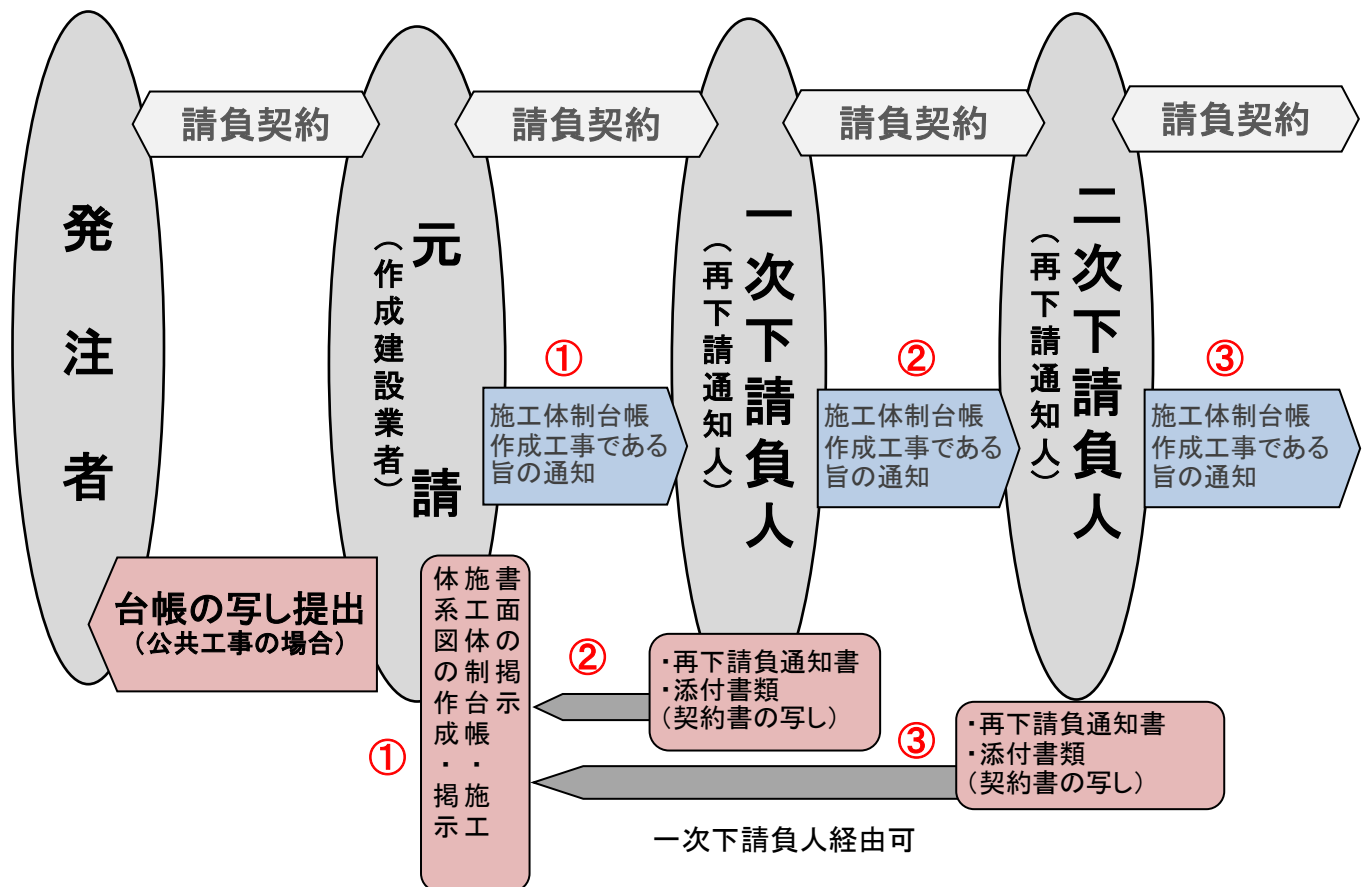 請負契約
請負契約
請負契約
請負契約
発注者
元請
（作成建設業者）
一次下請負人
（再下請通知人）
二次下請負人
（再下請通知人）
①
施工体制台帳
作成工事である
旨の通知
②
施工体制台帳
作成工事である
旨の通知
③
施工体制台帳
作成工事である
旨の通知
台帳の写し提出
（公共工事の場合）
①
書面の掲示
施工体制台帳・施工
体系図の作成・掲示
②
・再下請負通知書
・添付書類
（契約書の写し）
③
・再下請負通知書
・添付書類
（契約書の写し）
一次下請負人経由可